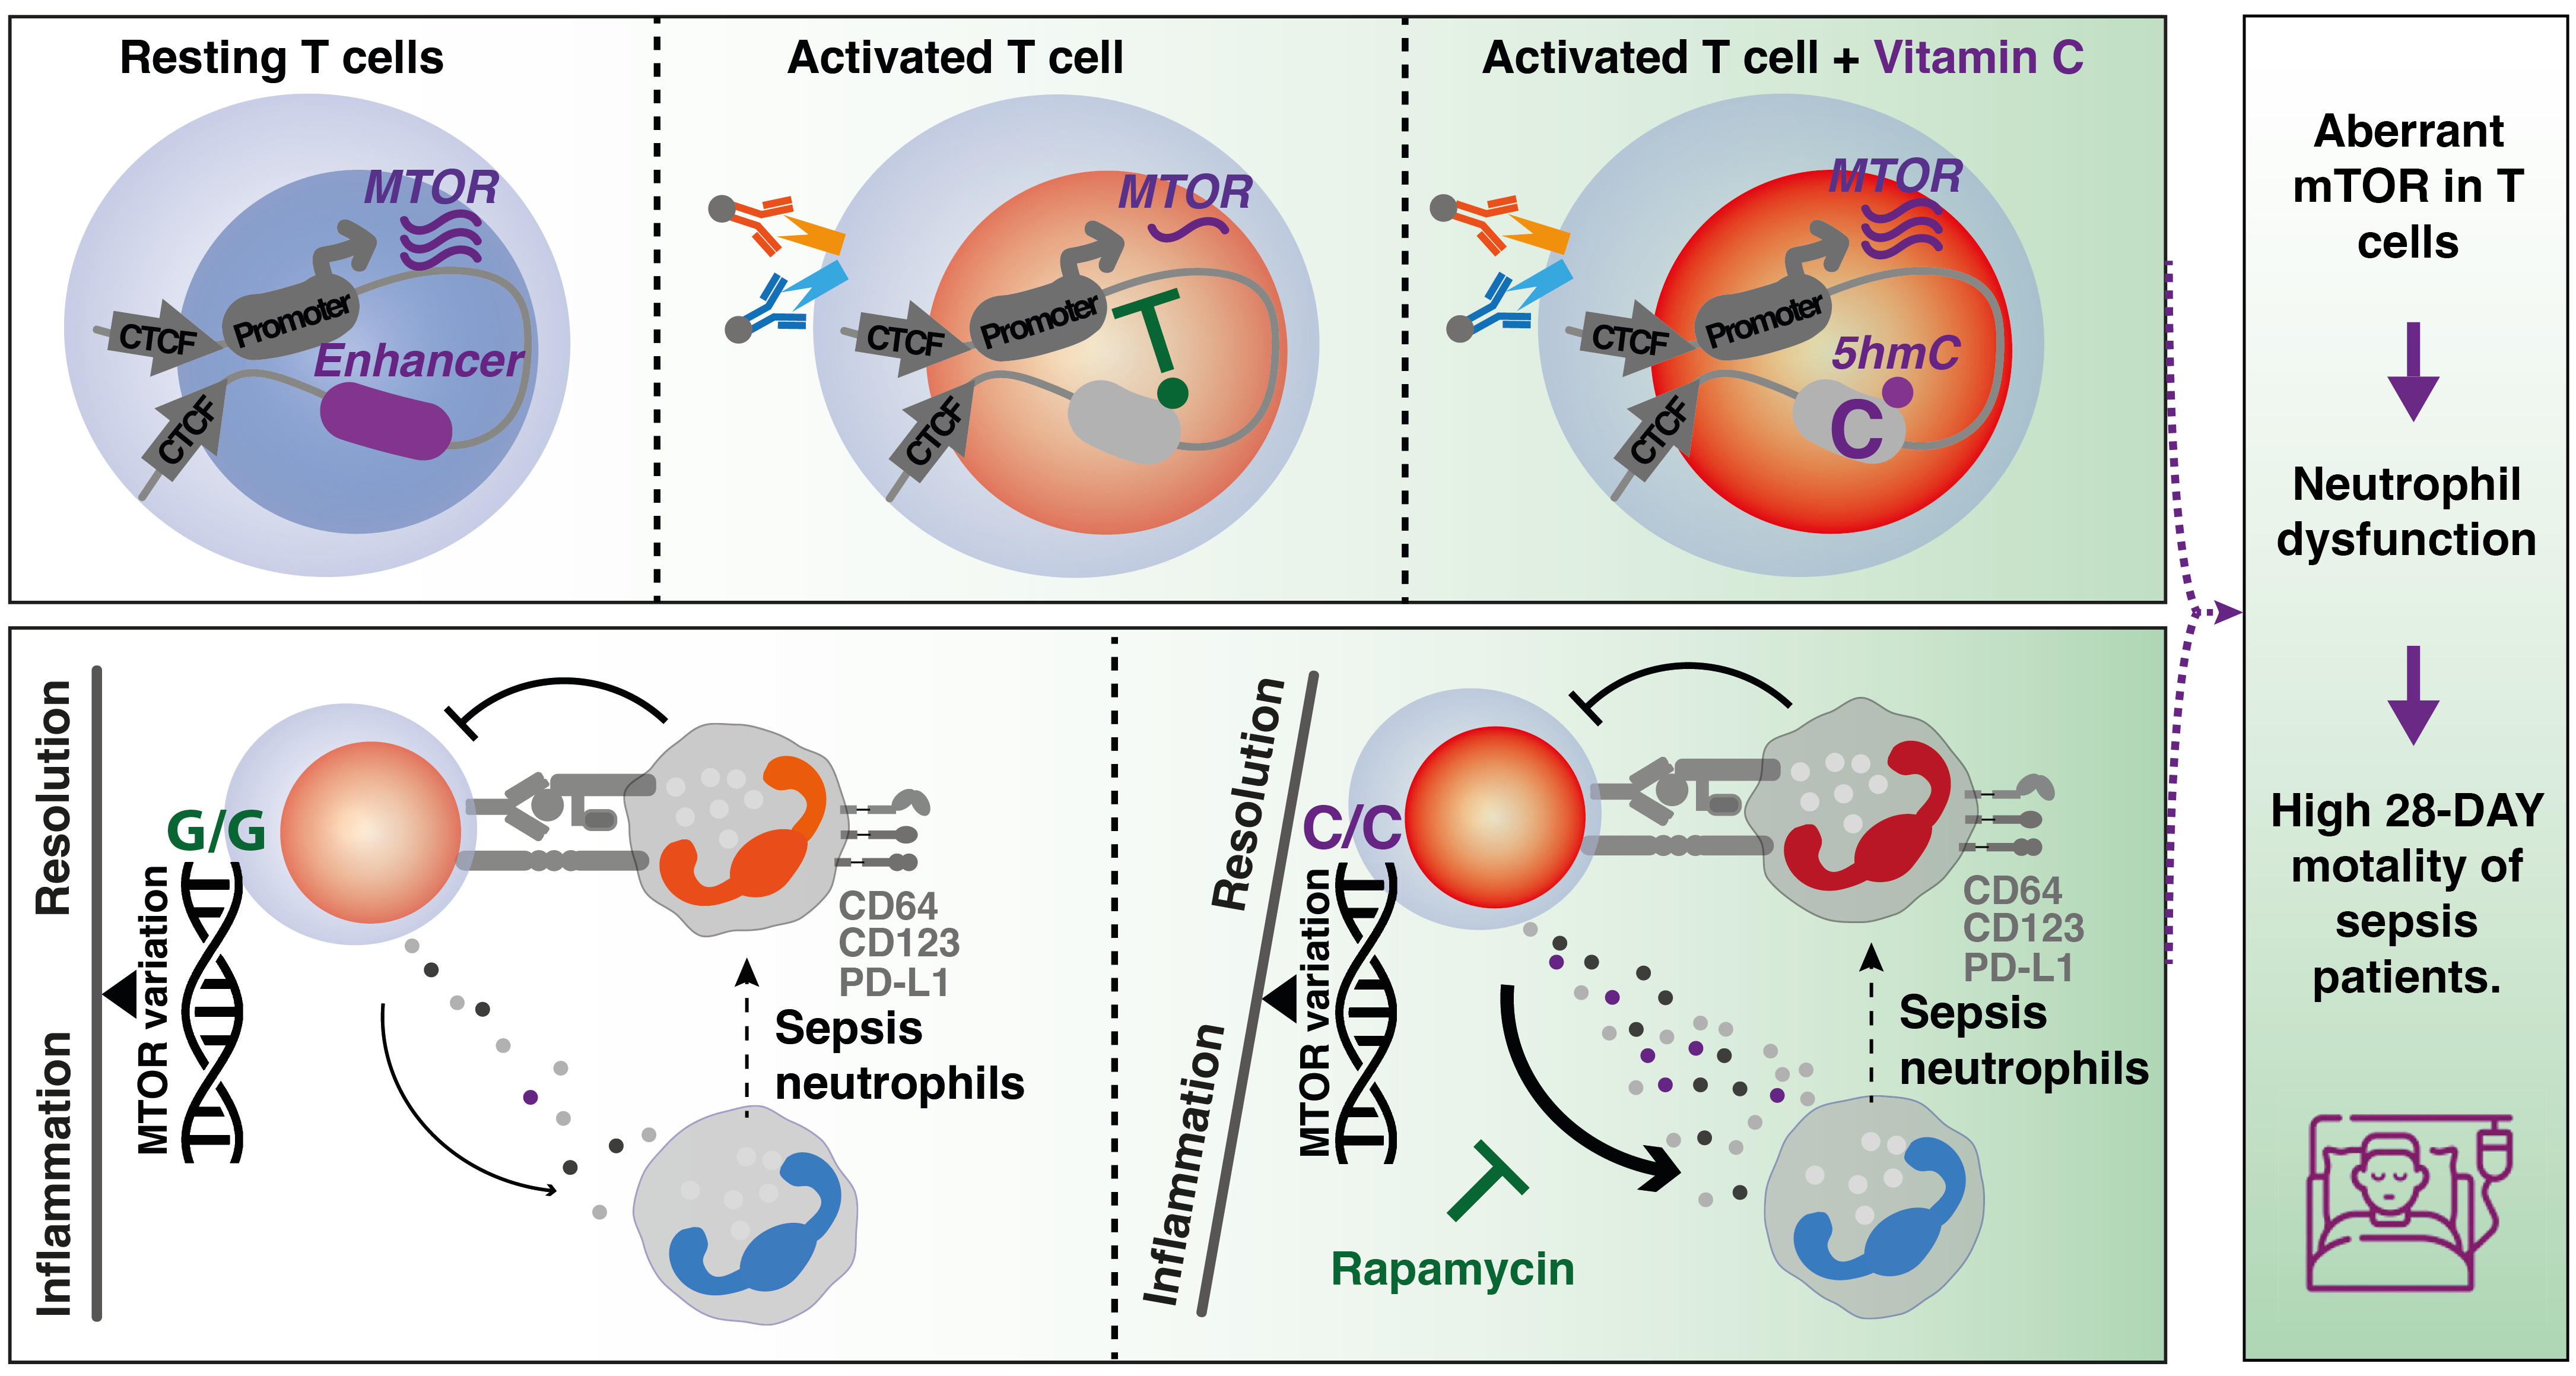 Resting T cells
MTOR
Promoter
CTCF
Enhancer
CTCF
Activated T cell
MTOR
Promoter
CTCF
CTCF
Activated T cell + Vitamin C
MTOR
Promoter
CTCF
5hmC
C
CTCF
Resolution
Inflammation
MTOR variation
G/G
CD64
CD123
PD-L1
Sepsis
neutrophils
Resolution
Inflammation
MTOR variation
C/C
CD64
CD123
PD-L1
Sepsis
neutrophils
Rapamycin
Aberrant
mTOR in T
cells
Neutrophil
dysfunction
High 28-DAY
motality of
sepsis
patients.